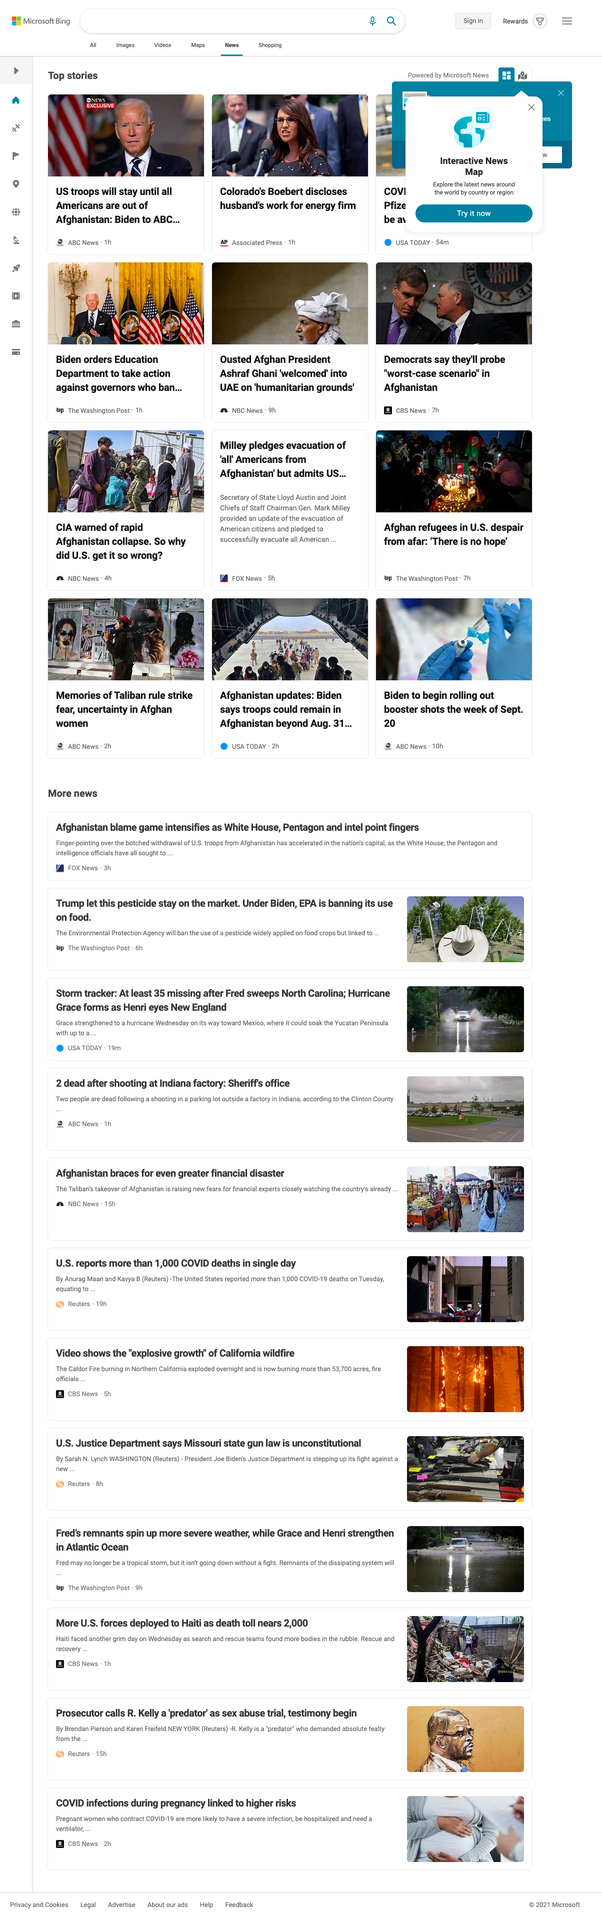 Microsoft Bing
Sign in
Rewards
All
Images
Videos
Maps
News
Shopping
Top stories
Powered by Microsoft News
Interactive News
Map
Explore the latest news around
the world by country or region
Try it now
abc NEWS
EXCLUSIVE
US troops will stay until all
Americans are out of
Afghanistan: Biden to ABC...
ABC News · 1h
Colorado's Boebert discloses
husband's work for energy firm
AP
Associated Press · 1h
COVI
Pfize
be av
USA TODAY · 54m
Biden orders Education
Department to take action
against governors who ban...
wp The Washington Post · 1h
Ousted Afghan President
Ashraf Ghani 'welcomed' into
UAE on 'humanitarian grounds'
NBC News · 9h
Democrats say they'll probe
"worst-case scenario" in
Afghanistan
CBS News · 7h
CIA warned of rapid
Afghanistan collapse. So why
did U.S. get it so wrong?
NBC News · 4h
Milley pledges evacuation of
'all' Americans from
Afghanistan' but admits US...
Secretary of State Lloyd Austin and Joint
Chiefs of Staff Chairman Gen. Mark Milley
provided an update of the evacuation of
American citizens and pledged to
successfully evacuate all American ...
FOX News · 5h
Afghan refugees in U.S. despair
from afar: 'There is no hope'
wp The Washington Post · 7h
Memories of Taliban rule strike
fear, uncertainty in Afghan
women
ABC News · 2h
Afghanistan updates: Biden
says troops could remain in
Afghanistan beyond Aug. 31...
USA TODAY · 2h
Biden to begin rolling out
booster shots the week of Sept.
20
ABC News · 10h
More news
Afghanistan blame game intensifies as White House, Pentagon and intel point fingers
Finger-pointing over the botched withdrawal of U.S. troops from Afghanistan has accelerated in the nation's capital, as the White House, the Pentagon and
intelligence officials have all sought to ...
FOX News · 3h
Trump let this pesticide stay on the market. Under Biden, EPA is banning its use
on food.
The Environmental Protection Agency will ban the use of a pesticide widely applied on food crops but linked to ...
wp The Washington Post · 6h
Storm tracker: At least 35 missing after Fred sweeps North Carolina; Hurricane
Grace forms as Henri eyes New England
Grace strengthened to a hurricane Wednesday on its way toward Mexico, where it could soak the Yucatan Peninsula
with up to a ...
USA TODAY · 19m
2 dead after shooting at Indiana factory: Sheriff's office
Two people are dead following a shooting in a parking lot outside a factory in Indiana, according to the Clinton County
...
ABC News · 1h
Afghanistan braces for even greater financial disaster
The Taliban's takeover of Afghanistan is raising new fears for financial experts closely watching the country's already ...
NBC News · 15h
U.S. reports more than 1,000 COVID deaths in single day
By Anurag Maan and Kavya B (Reuters) -The United States reported more than 1,000 COVID-19 deaths on Tuesday,
equating to ...
Reuters · 19h
Video shows the "explosive growth" of California wildfire
The Caldor Fire burning in Northern California exploded overnight and is now burning more than 53,700 acres, fire
officials ...
CBS News · 5h
U.S. Justice Department says Missouri state gun law is unconstitutional
By Sarah N. Lynch WASHINGTON (Reuters) - President Joe Biden's Justice Department is stepping up its fight against a
new ...
Reuters · 8h
Fred's remnants spin up more severe weather, while Grace and Henri strengthen
in Atlantic Ocean
Fred may no longer be a tropical storm, but it isn't going down without a fight. Remnants of the dissipating system will
...
wp The Washington Post · 9h
More U.S. forces deployed to Haiti as death toll nears 2,000
Haiti faced another grim day on Wednesday as search and rescue teams found more bodies in the rubble. Rescue and
recovery ...
CBS News · 1h
Prosecutor calls R. Kelly a 'predator' as sex abuse trial, testimony begin
By Brendan Pierson and Karen Freifeld NEW YORK (Reuters) -R. Kelly is a "predator" who demanded absolute fealty
from the ...
Reuters · 15h
COVID infections during pregnancy linked to higher risks
Pregnant women who contract COVID-19 are more likely to have a severe infection, be hospitalized and need a
ventilator, ...
CBS News · 2h
Privacy and Cookies
Legal
Advertise
About our ads
Help
Feedback
© 2021 Microsoft